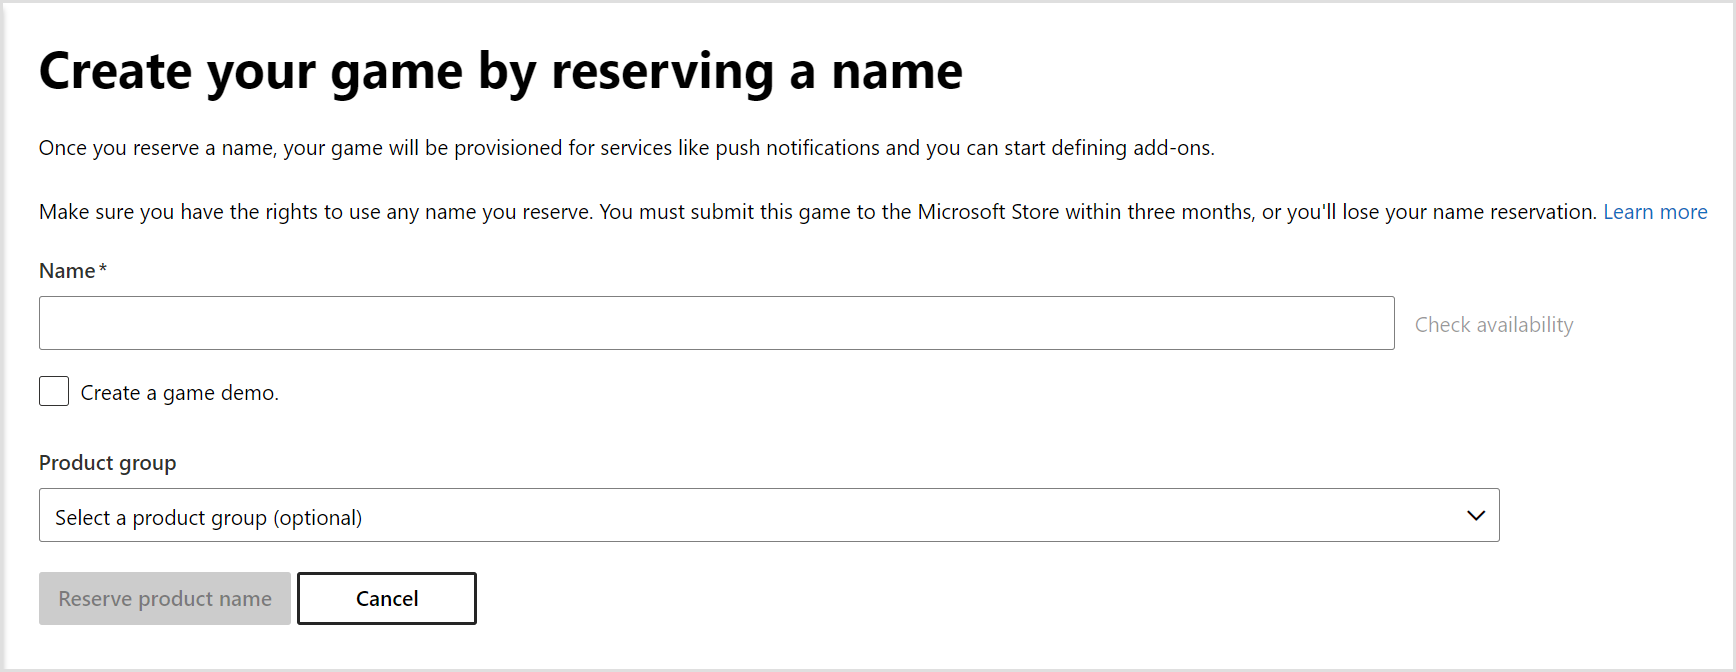 Create your game by reserving a name
Once you reserve a name, your game will be provisioned for services like push notifications and you can start defining add-ons.
Make sure you have the rights to use any name you reserve. You must submit this game to the Microsoft Store within three months, or you'll lose your name reservation. Learn more
Name*
Check availability
Create a game demo.
Product group
Select a product group (optional)
Reserve product name Cancel